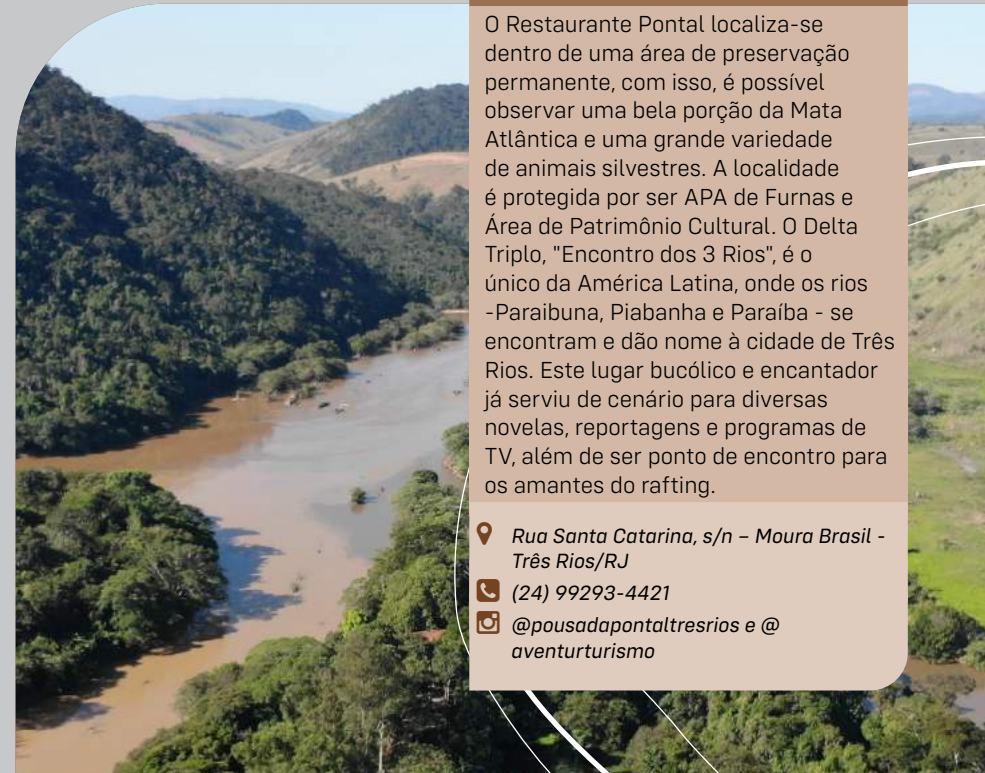 O Restaurante Pontal localiza-se
dentro de uma área de preservação
permanente, com isso, é possível
observar uma bela porção da Mata
Atlântica e uma grande variedade
de animais silvestres. A localidade
é protegida por ser APA de Furnas e
Área de Patrimônio Cultural. O Delta
Triplo, "Encontro dos 3 Rios", é o
único da América Latina, onde os rios
-Paraibuna, Piabanha e Paraíba - se
encontram e dão nome à cidade de Três
Rios. Este lugar bucólico e encantador
já serviu de cenário para diversas
novelas, reportagens e programas de
TV, além de ser ponto de encontro para
os amantes do rafting.
Rua Santa Catarina, s/n – Moura Brasil -
Três Rios/RJ
(24) 99293-4421
@pousadapontaltresrios e @
aventurturismo